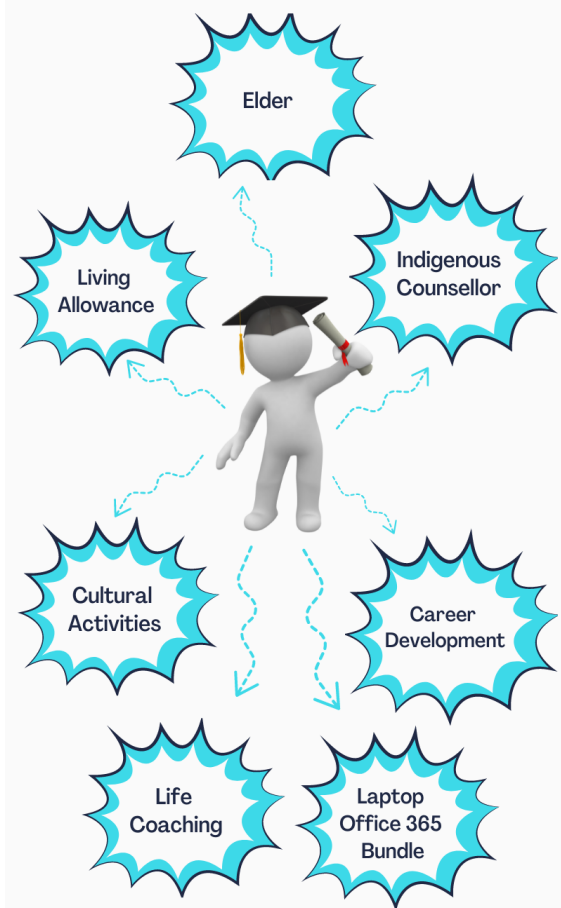 Elder
Living
Allowance
Indigenous
Counsellor
Cultural
Activities
Career
Development
Life
Coaching
Laptop
Office 365
Bundle